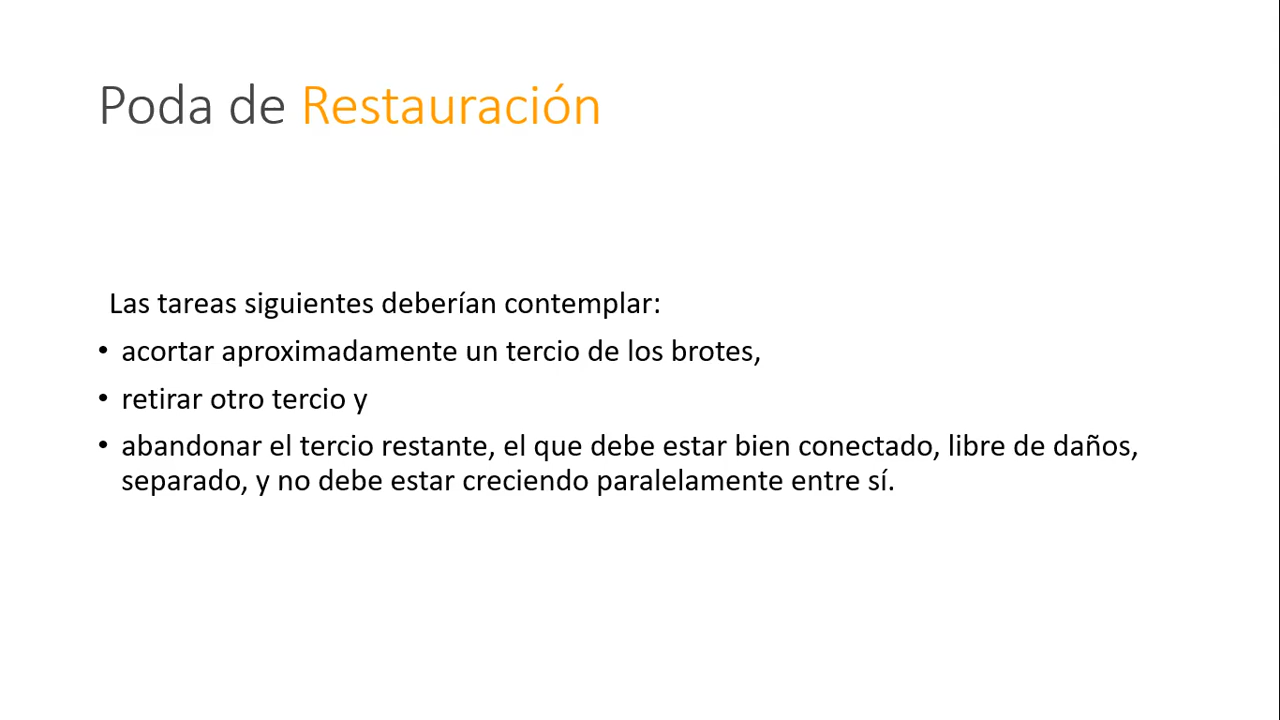 Poda de Restauración
Las tareas siguientes deberían contemplar:
• acortar aproximadamente un tercio de los brotes,
• retirar otro tercio y
• abandonar el tercio restante, el que debe estar bien conectado, libre de daños,
separado, y no debe estar creciendo paralelamente entre sí.